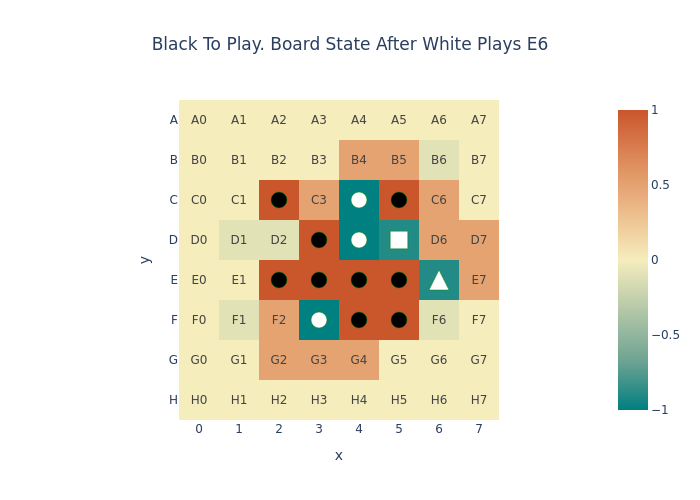 Black To Play. Board State After White Plays E6
A A0 A1 A2 A3 A4 A5 A6 A7
B B0 B1 B2 B3 B4 B5 B6 B7
C C0 C1 C3 C6 C7
D D0 D1 D2 D6 D7
E E0 E1 E7
F F0 F1 F2 F6 F7
G G0 G1 G2 G3 G4 G5 G6 G7
H H0 H1 H2 H3 H4 H5 H6 H7
0 1 2 3 4 5 6 7
x
y
1
0.5
0
−0.5
−1